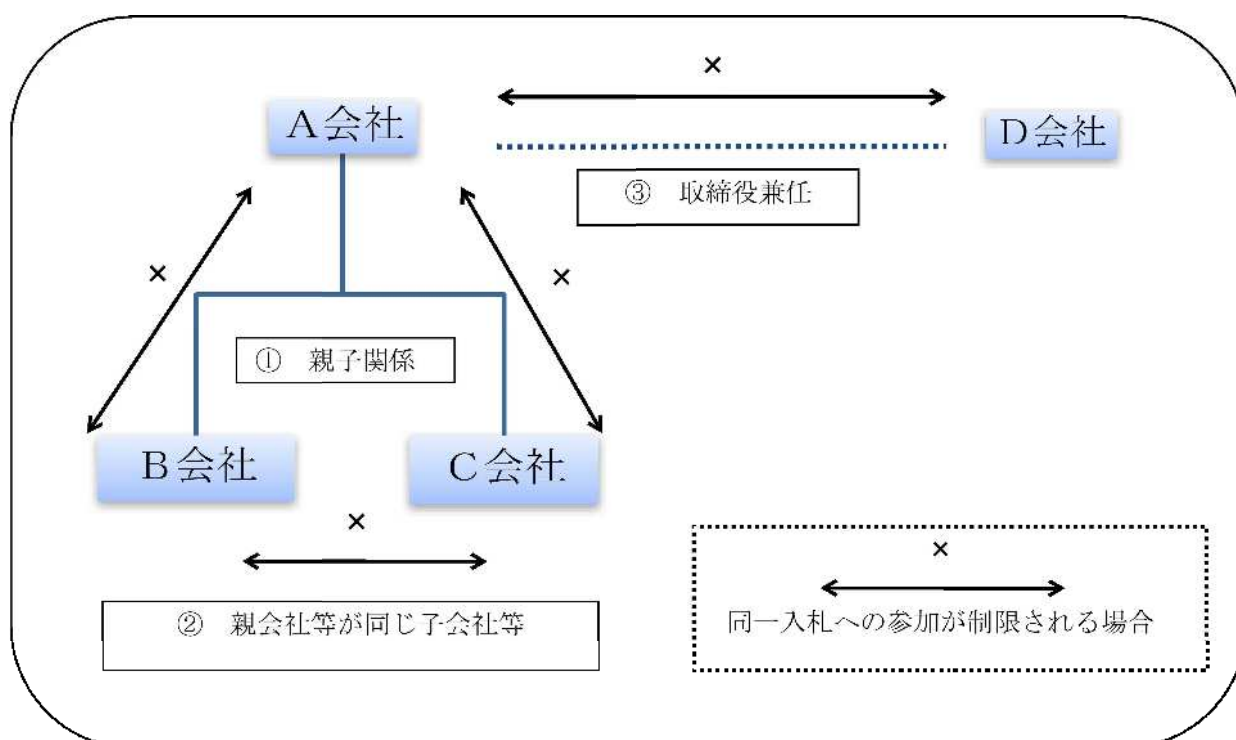 ×
A会社
D会社
③ 取締役兼任
×
×
① 親子関係
B会社
C会社
×
② 親会社等が同じ子会社等
×
同一入札への参加が制限される場合